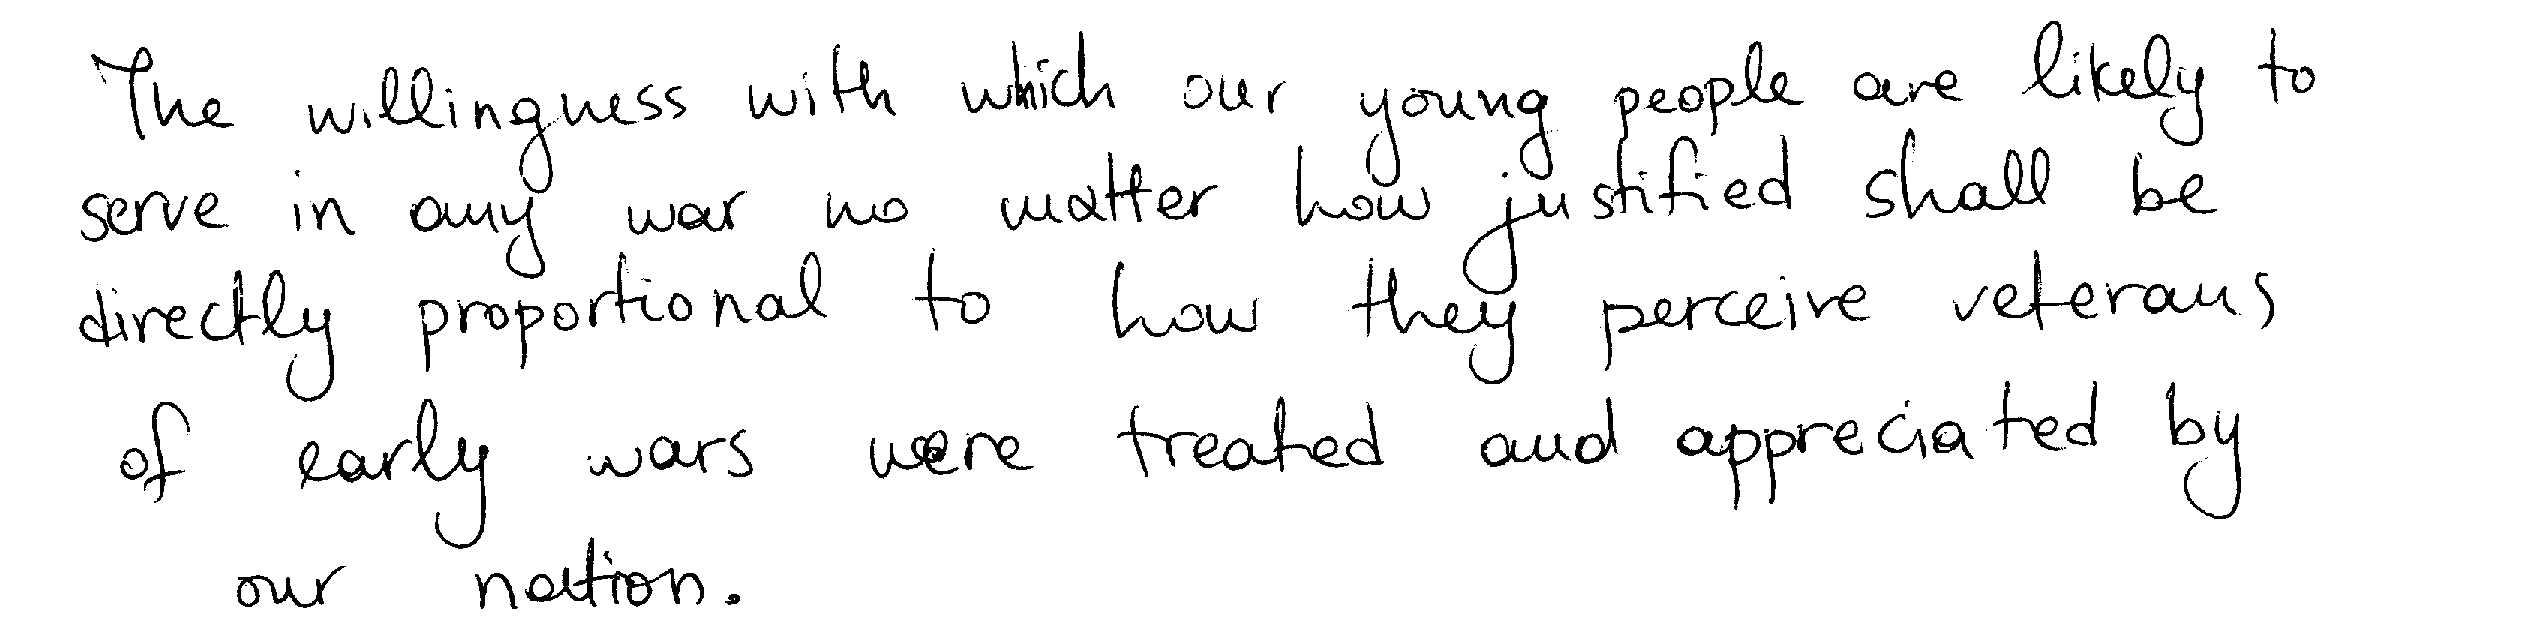 The willingness with which our young people are likely to
serve in any war no matter how justified shall be
directly proportional to how they perceive veterans
of early wars were treated and appreciated by
our nation.